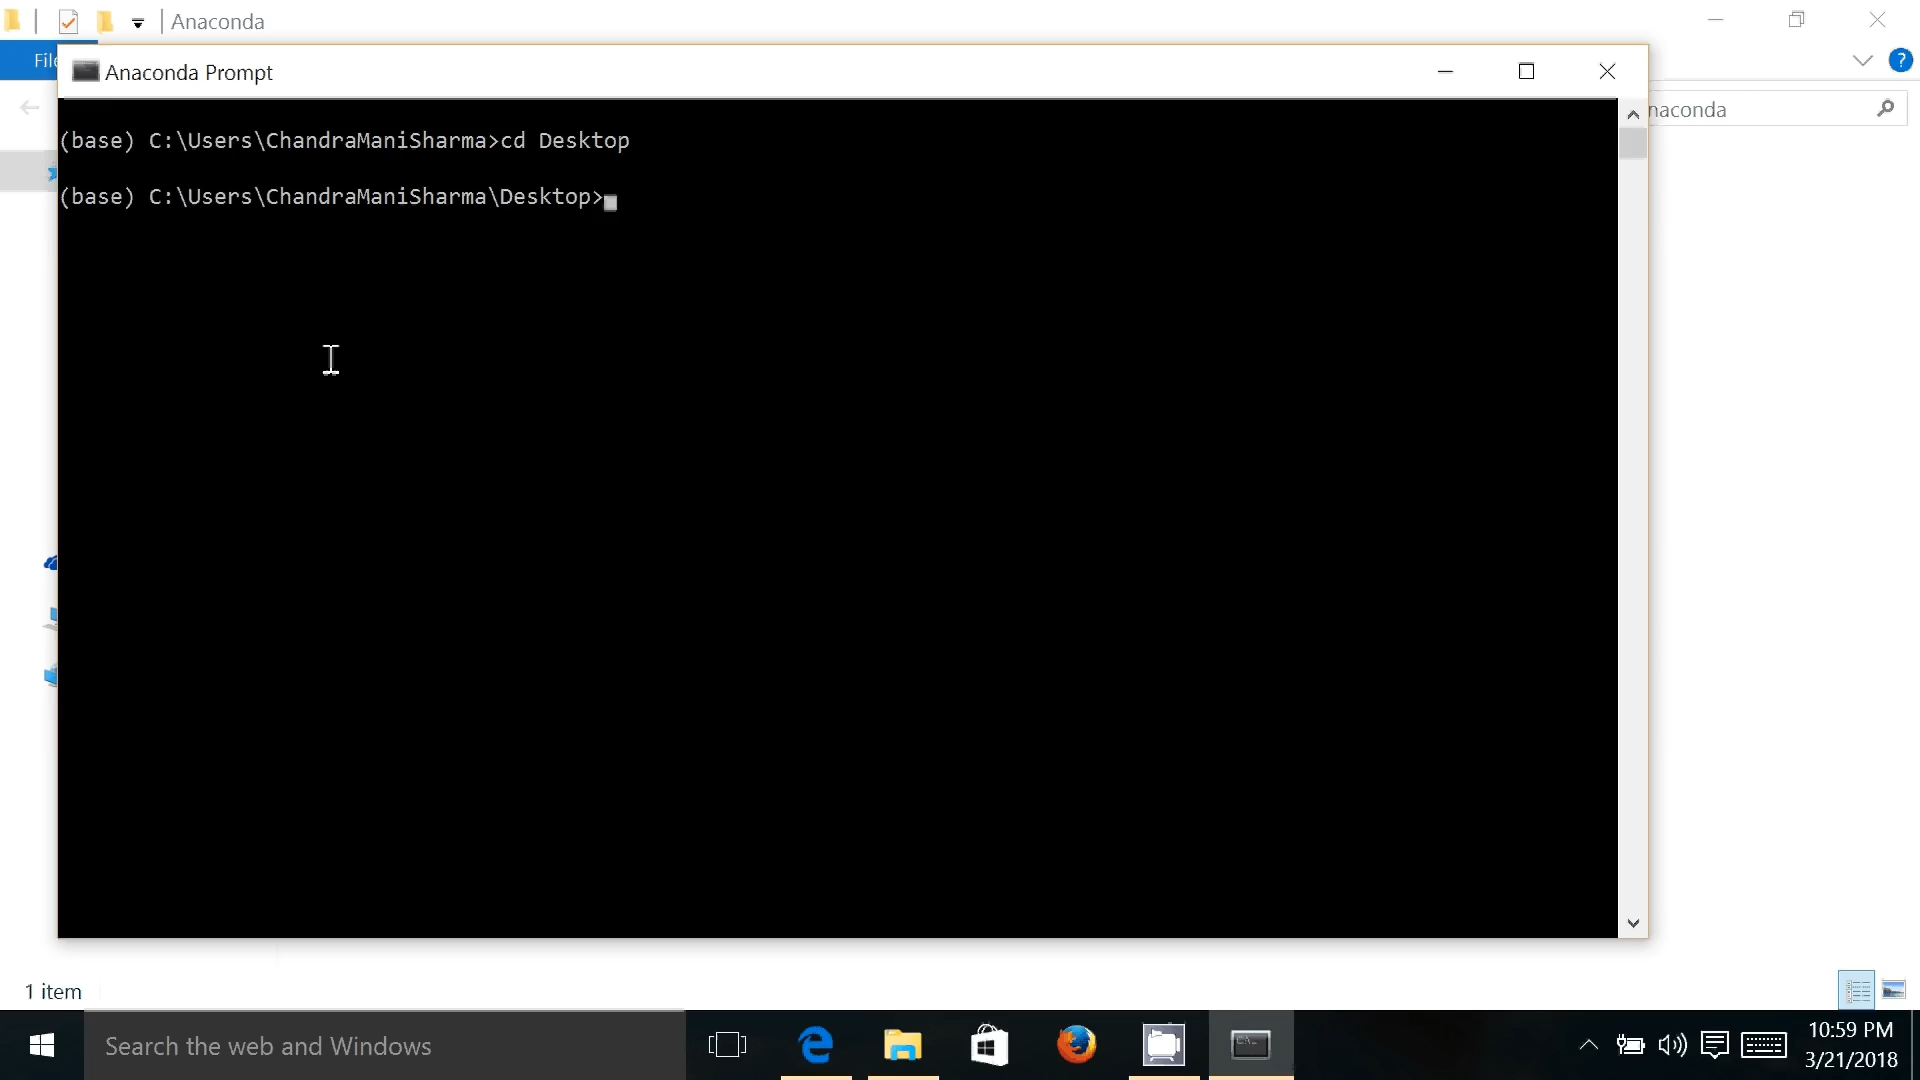 Anaconda
File
Anaconda Prompt
naconda
(base) C:\Users\ChandraManiSharma>cd Desktop
(base) C:\Users\ChandraManiSharma\Desktop>
1 item
Search the web and Windows
10:59 PM
3/21/2018